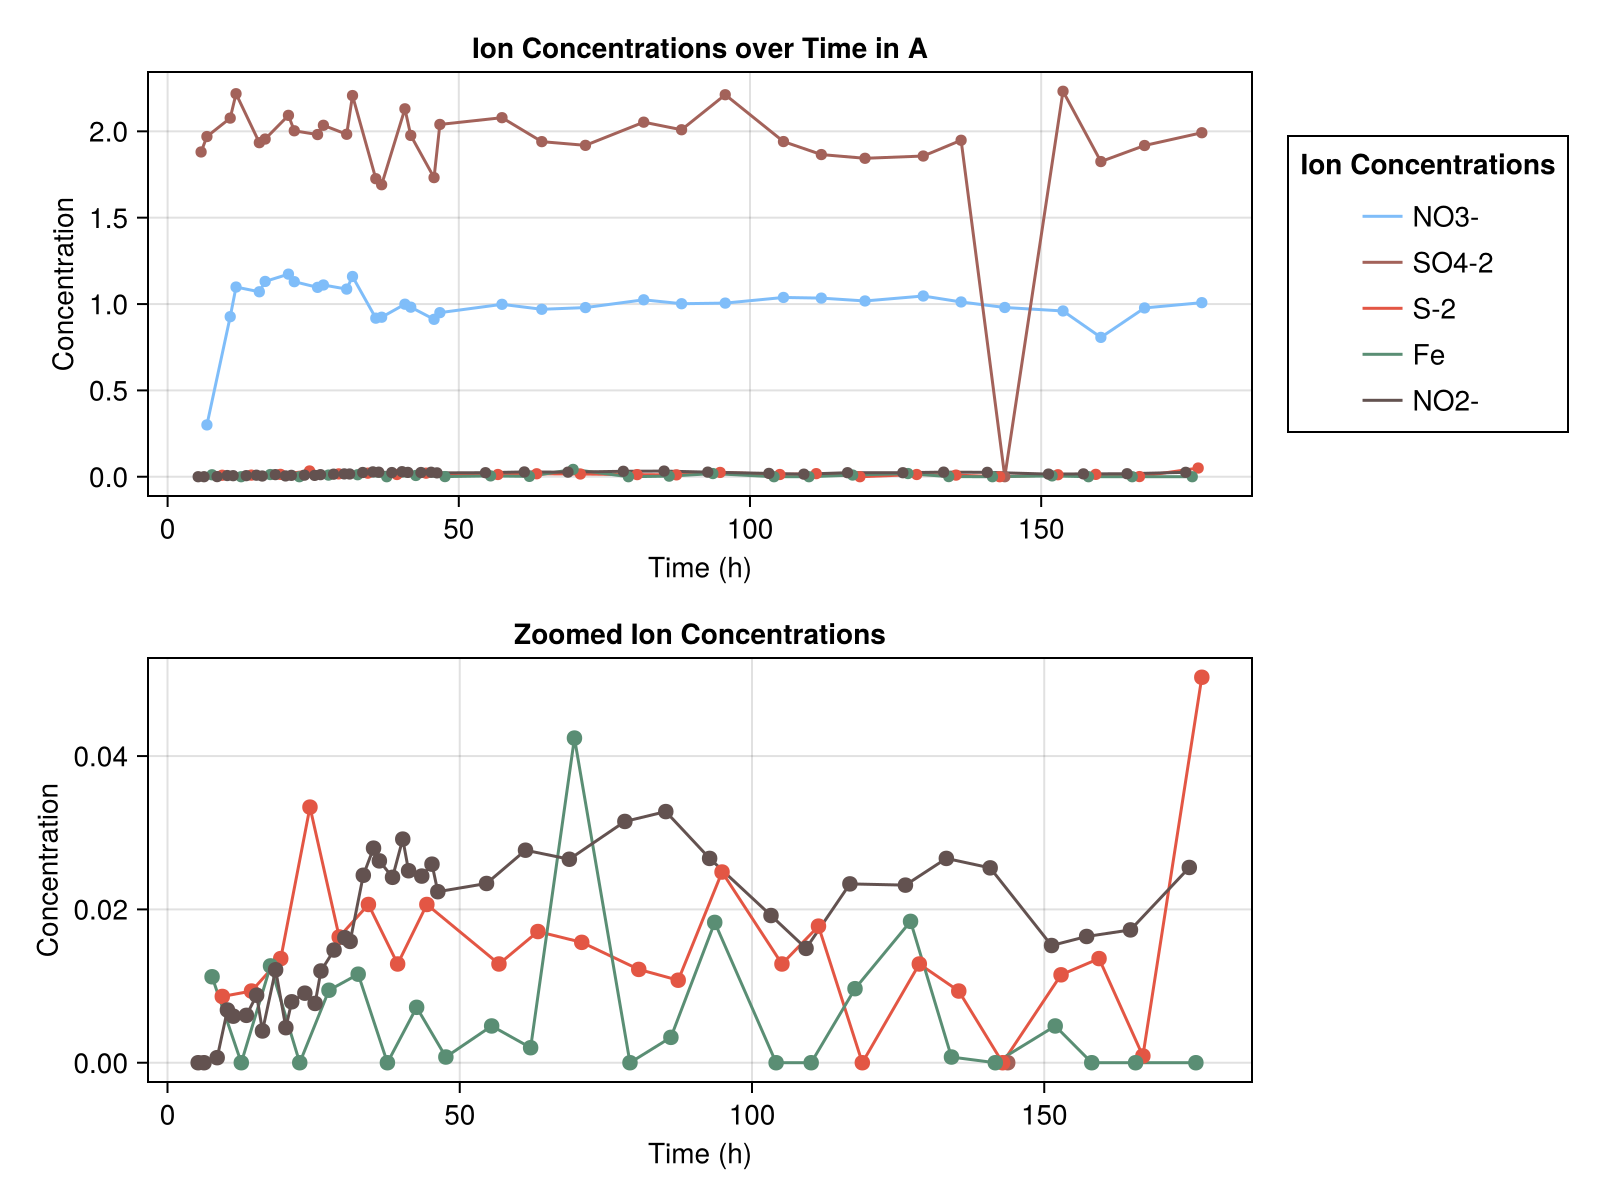 Ion Concentrations over Time in A
Concentration
2.0
1.5
1.0
0.5
0.0
0 50 100 150
Time (h)
Ion Concentrations
NO3-
SO4-2
S-2
Fe
NO2-
Zoomed Ion Concentrations
Concentration
0.04
0.02
0.00
0 50 100 150
Time (h)